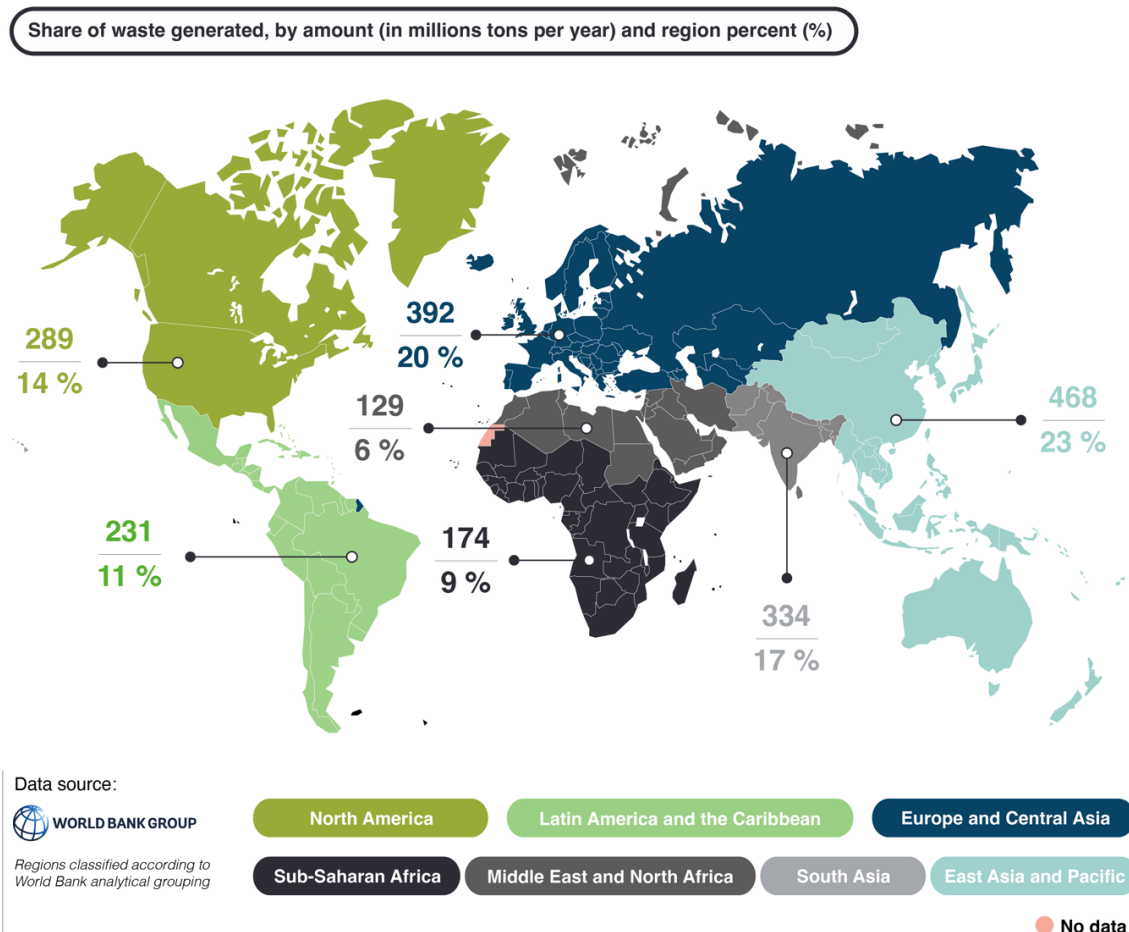 Share of waste generated, by amount (in millions tons per year) and region percent (%)
289
14 %
392
20 %
129
6 %
468
23 %
231
11 %
174
9 %
334
17 %
Data source:
WORLD BANK GROUP
Regions classified according to
World Bank analytical grouping
North America
Latin America and the Caribbean
Europe and Central Asia
Sub-Saharan Africa
Middle East and North Africa
South Asia
East Asia and Pacific
No data